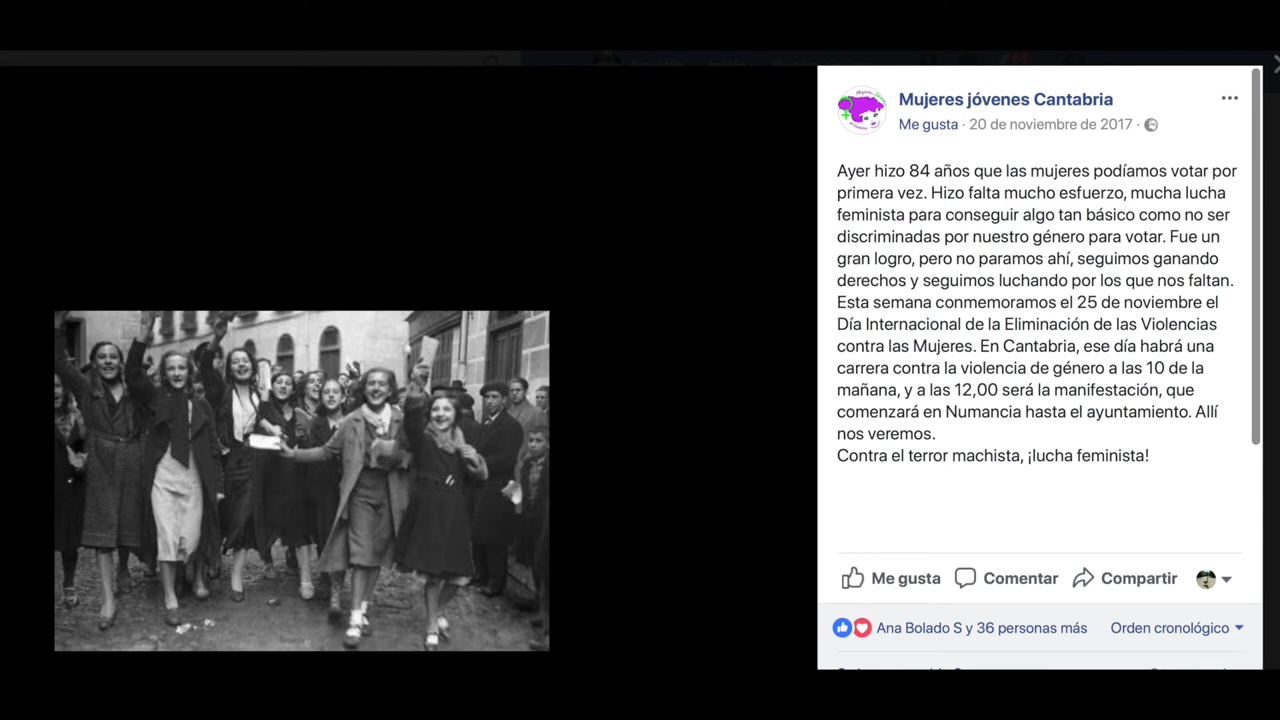 Mujeres jóvenes Cantabria
Me gusta · 20 de noviembre de 2017 ·
Ayer hizo 84 años que las mujeres podíamos votar por
primera vez. Hizo falta mucho esfuerzo, mucha lucha
feminista para conseguir algo tan básico como no ser
discriminadas por nuestro género para votar. Fue un
gran logro, pero no paramos ahí, seguimos ganando
derechos y seguimos luchando por los que nos faltan.
Esta semana conmemoramos el 25 de noviembre el
Día Internacional de la Eliminación de las Violencias
contra las Mujeres. En Cantabria, ese día habrá una
carrera contra la violencia de género a las 10 de la
mañana, y a las 12,00 será la manifestación, que
comenzará en Numancia hasta el ayuntamiento. Allí
nos veremos.
Contra el terror machista, ¡lucha feminista!
Me gusta Comentar Compartir
Ana Bolado S y 36 personas más Orden cronológico